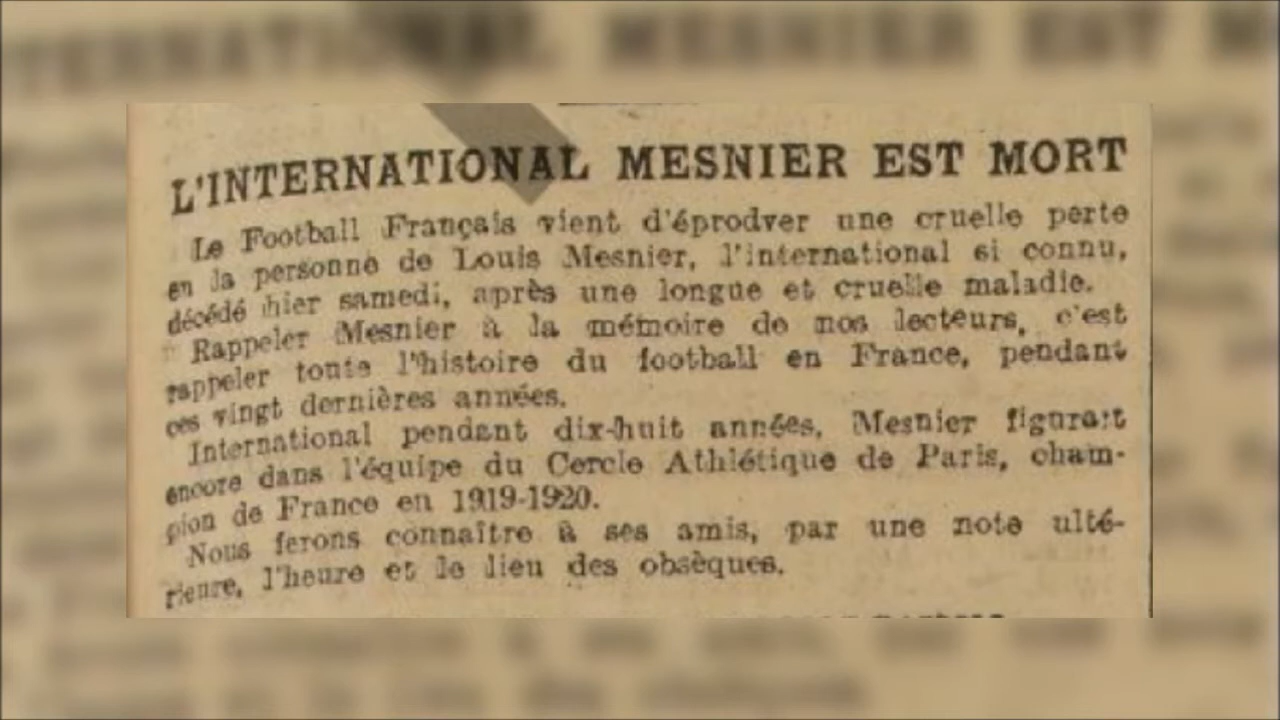 L'INTERNATIONAL MESNIER EST MORT
Le Football Français vient d'éprodver une cruelle perte
en la personne de Louis Mesnier, l'international si connu,
décédé hier samedi, après une longue et cruelle maladie.
Rappeler Mesnier à la mémoire de nos lecteurs, c'est
rappeler toute l'histoire du football en France, pendant
ces vingt dernières années.
International pendant dix-huit années, Mesnier figurait
encore dans l'équipe du Cercle Athlétique de Paris, cham-
pion de France en 1919-1920.
Nous ferons connaître à ses amis, par une note ulté-
rieure, l'heure et le lieu des obsèques.